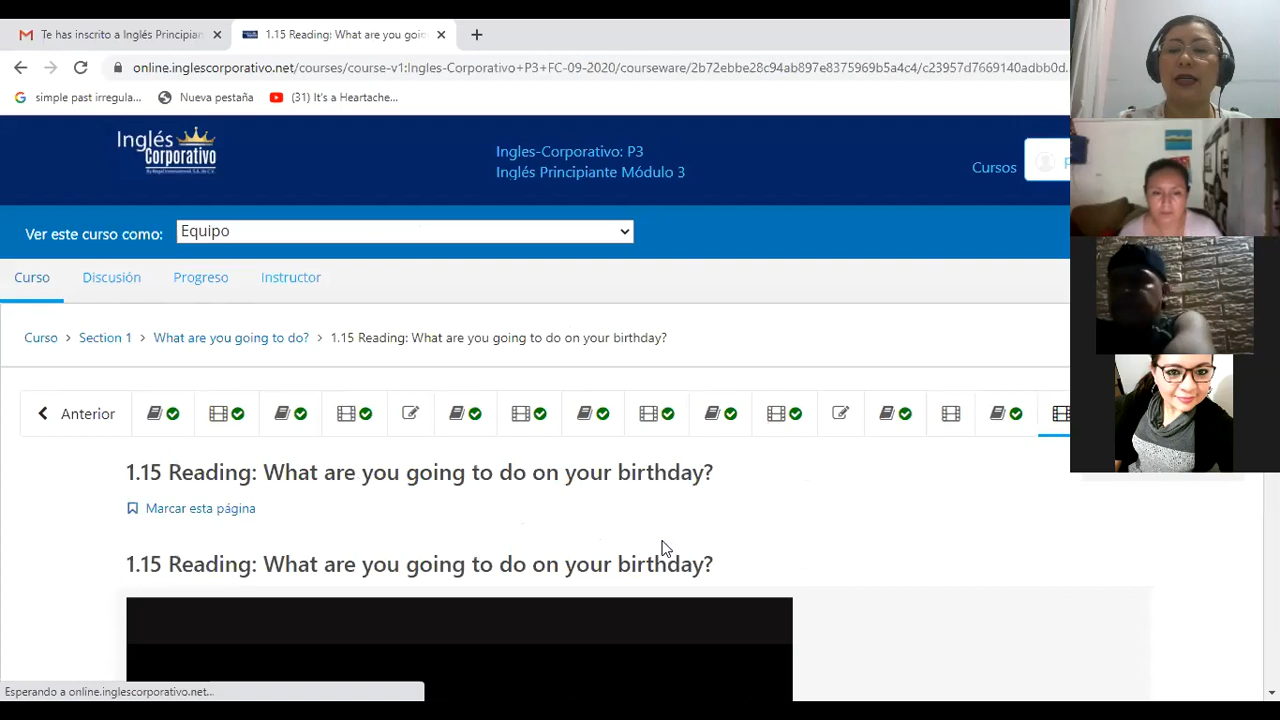 Te has inscrito a Inglés Principian
1.15 Reading: What are you goin
online.inglescorporativo.net/courses/course-v1:Ingles-Corporativo+P3+FC-09-2020/courseware/2b72ebbe28c94ab897e8375969b5a4c4/c23957d7669140adbb0d.
simple past irregula...
Nueva pestaña
(31) It's a Heartache...
Inglés
Corporativo
Ingles-Corporativo: P3
Inglés Principiante Módulo 3
Cursos
Ver este curso como:
Equipo
Curso
Discusión
Progreso
Instructor
Curso > Section 1 > What are you going to do? > 1.15 Reading: What are you going to do on your birthday?
Anterior
1.15 Reading: What are you going to do on your birthday?
Marcar esta página
1.15 Reading: What are you going to do on your birthday?
Esperando a online.inglescorporativo.net...